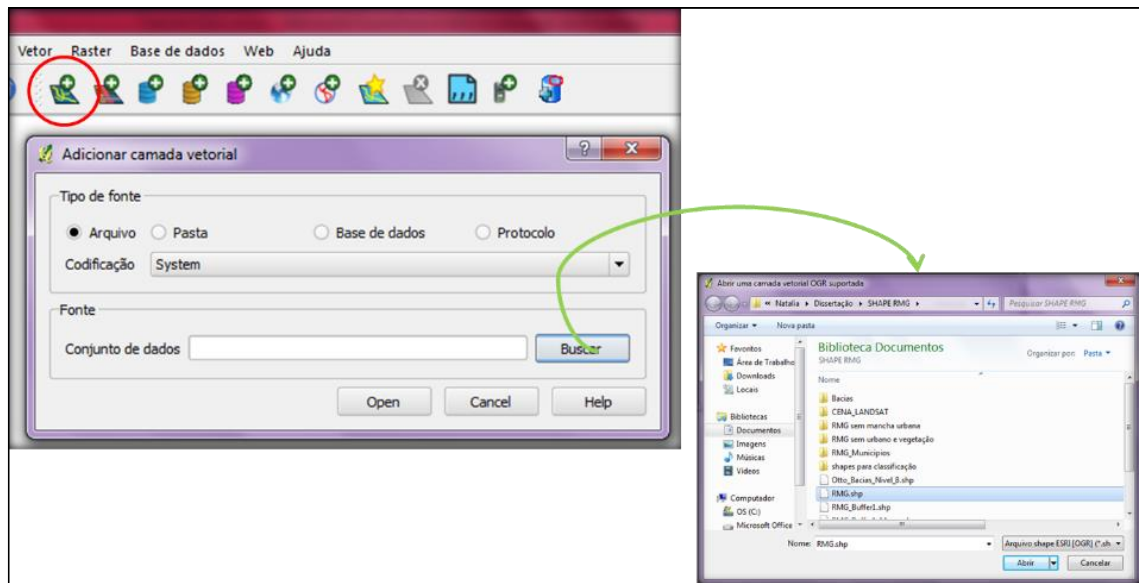 Vetor Raster Base de dados Web Ajuda
Adicionar camada vetorial
Tipo de fonte
Arquivo Pasta Base de dados Protocolo
Codificação System
Fonte
Conjunto de dados Buscar
Open Cancel Help
Abrir uma camada vetorial OGR suportada
« Natalia ▸ Dissertação ▸ SHAPE RMG ▸ Pesquisar SHAPE RMG
Organizar Nova pasta
Favoritos
Área de Trabalho
Downloads
Locais
Bibliotecas
Documentos
Imagens
Músicas
Vídeos
Computador
OS (C:)
Microsoft Office
Biblioteca Documentos
SHAPE RMG
Organizar por: Pasta
Nome
Bacias
CENA_LANDSAT
RMG sem mancha urbana
RMG sem urbano e vegetação
RMG_Municipios
shapes para classificação
Otto_Bacias_Nivel_8.shp
RMG.shp
RMG_Buffer1.shp
Nome: RMG.shp Arquivo shape ESRI [OGR] (*.sh
Abrir Cancelar